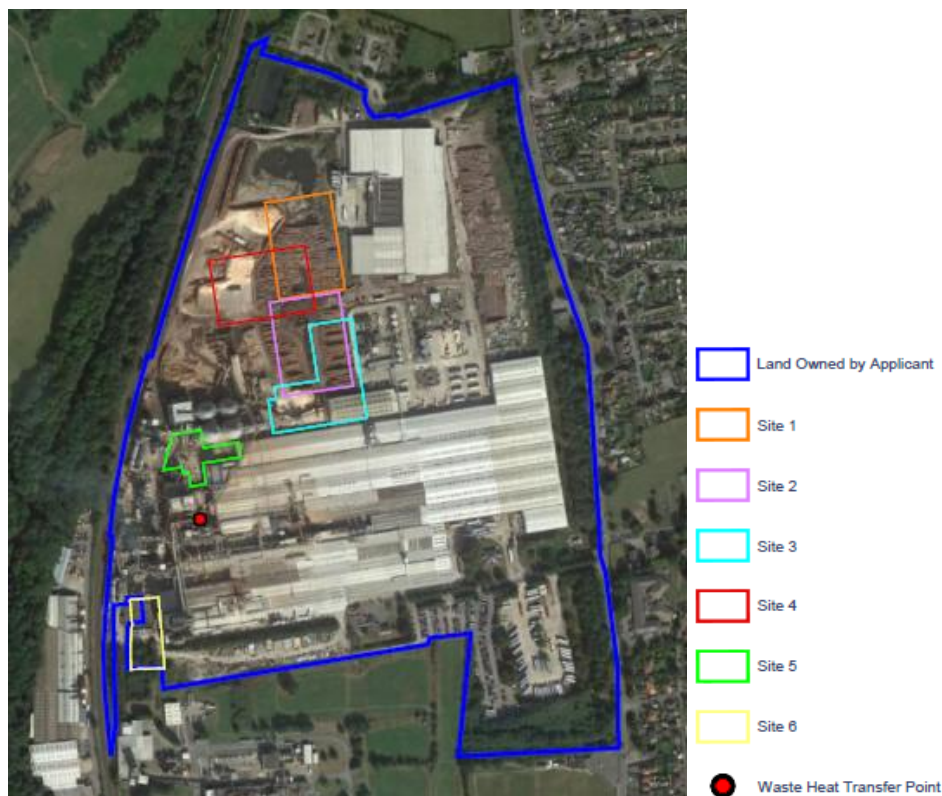 Land Owned by Applicant
Site 1
Site 2
Site 3
Site 4
Site 5
Site 6
Waste Heat Transfer Point